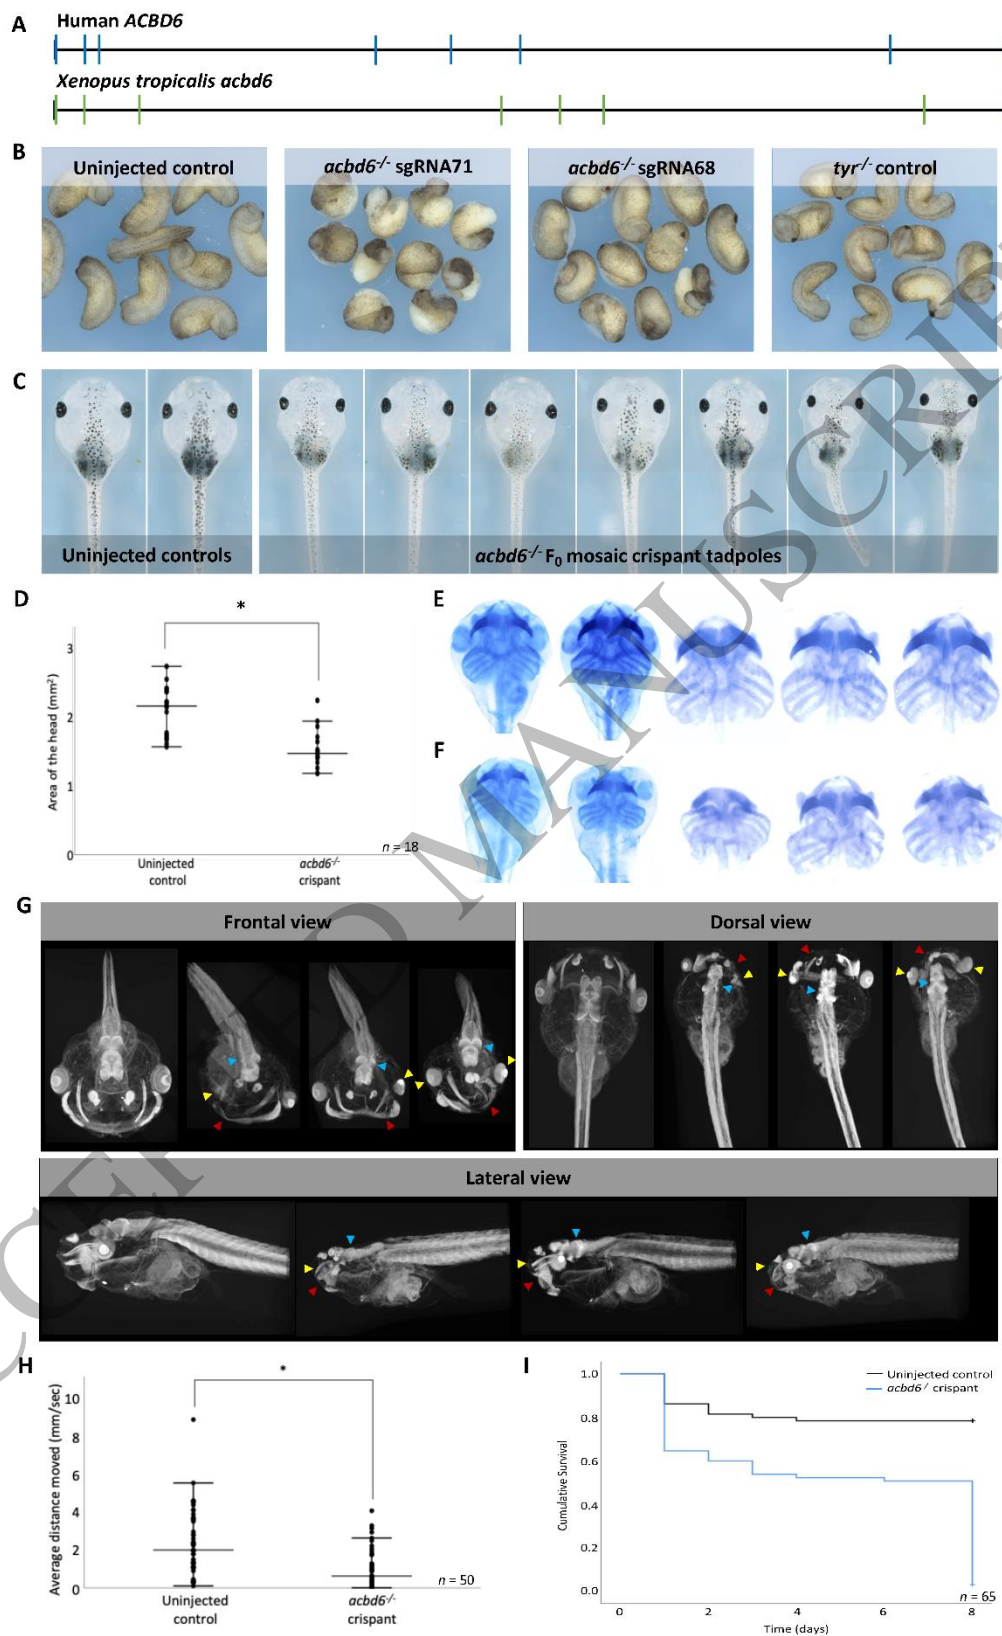 A
Human ACBD6
Xenopus tropicalis acbd6
B
Uninjected control
acbd6-/- sgRNA71
acbd6-/- sgRNA68
tyr-/- control
C
Uninjected controls
acbd6-/- F0 mosaic crispant tadpoles
D
*
Area of the head (mm2)
3
2
1
0
Uninjected
control
acbd6-/-
crispant
n = 18
E
F
G
Frontal view
Dorsal view
Lateral view
H
*
Average distance moved (mm/sec)
10
8
6
4
2
0
Uninjected
control
acbd6-/-
crispant
n = 50
I
Cumulative Survival
1.0
0.8
0.6
0.4
0.2
0.0
Uninjected control
acbd6-/ crispant
0
2
4
6
8
n = 65
Time (days)
CCEPTED MANUSCRIP